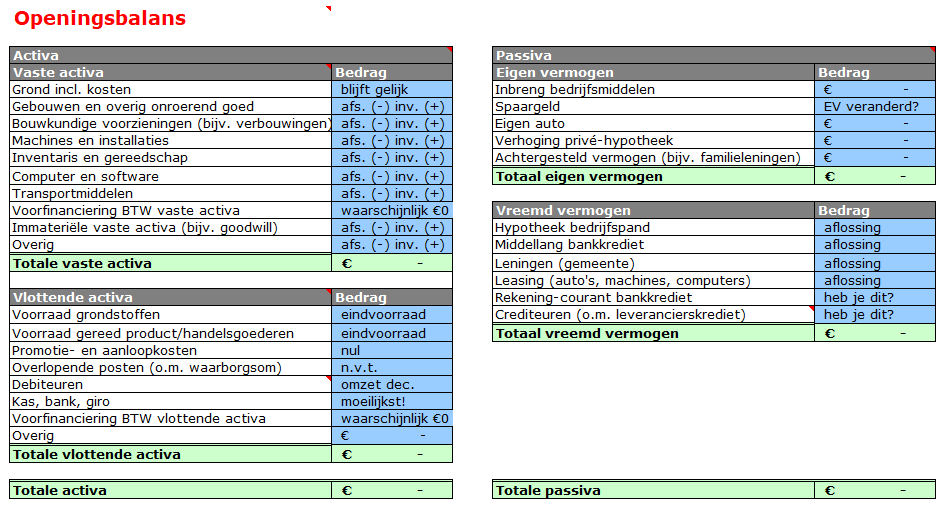 Openingsbalans
Activa
Vaste activa Bedrag
Grond incl. kosten blijft gelijk
Gebouwen en overig onroerend goed afs. (-) inv. (+)
Bouwkundige voorzieningen (bijv. verbouwingen) afs. (-) inv. (+)
Machines en installaties afs. (-) inv. (+)
Inventaris en gereedschap afs. (-) inv. (+)
Computer en software afs. (-) inv. (+)
Transportmiddelen afs. (-) inv. (+)
Voorfinanciering BTW vaste activa waarschijnlijk €0
Immateriële vaste activa (bijv. goodwill) afs. (-) inv. (+)
Overig afs. (-) inv. (+)
Totale vaste activa € -
Vlottende activa Bedrag
Voorraad grondstoffen eindvoorraad
Voorraad gereed product/handelsgoederen eindvoorraad
Promotie- en aanloopkosten nul
Overlopende posten (o.m. waarborgsom) n.v.t.
Debiteuren omzet dec.
Kas, bank, giro moeilijkst!
Voorfinanciering BTW vlottende activa waarschijnlijk €0
Overig € -
Totale vlottende activa € -
Totale activa € -
Passiva
Eigen vermogen Bedrag
Inbreng bedrijfsmiddelen € -
Spaargeld EV veranderd?
Eigen auto € -
Verhoging privé-hypotheek € -
Achtergesteld vermogen (bijv. familieleningen) € -
Totaal eigen vermogen € -
Vreemd vermogen Bedrag
Hypotheek bedrijfspand aflossing
Middellang bankkrediet aflossing
Leningen (gemeente) aflossing
Leasing (auto's, machines, computers) aflossing
Rekening-courant bankkrediet heb je dit?
Crediteuren (o.m. leverancierskrediet) heb je dit?
Totaal vreemd vermogen € -
Totale passiva € -